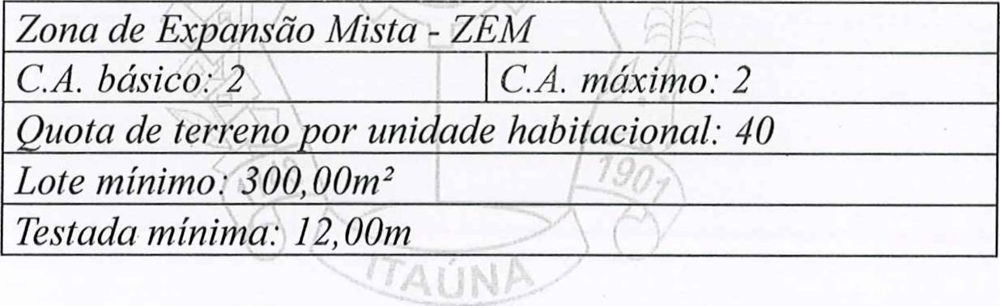 Zona de Expansão Mista - ZEM
C.A. básico: 2 C.A. máximo: 2
Quota de terreno por unidade habitacional: 40
Lote mínimo: 300,00m²
Testada mínima: 12,00m
1901
ITAÚNA